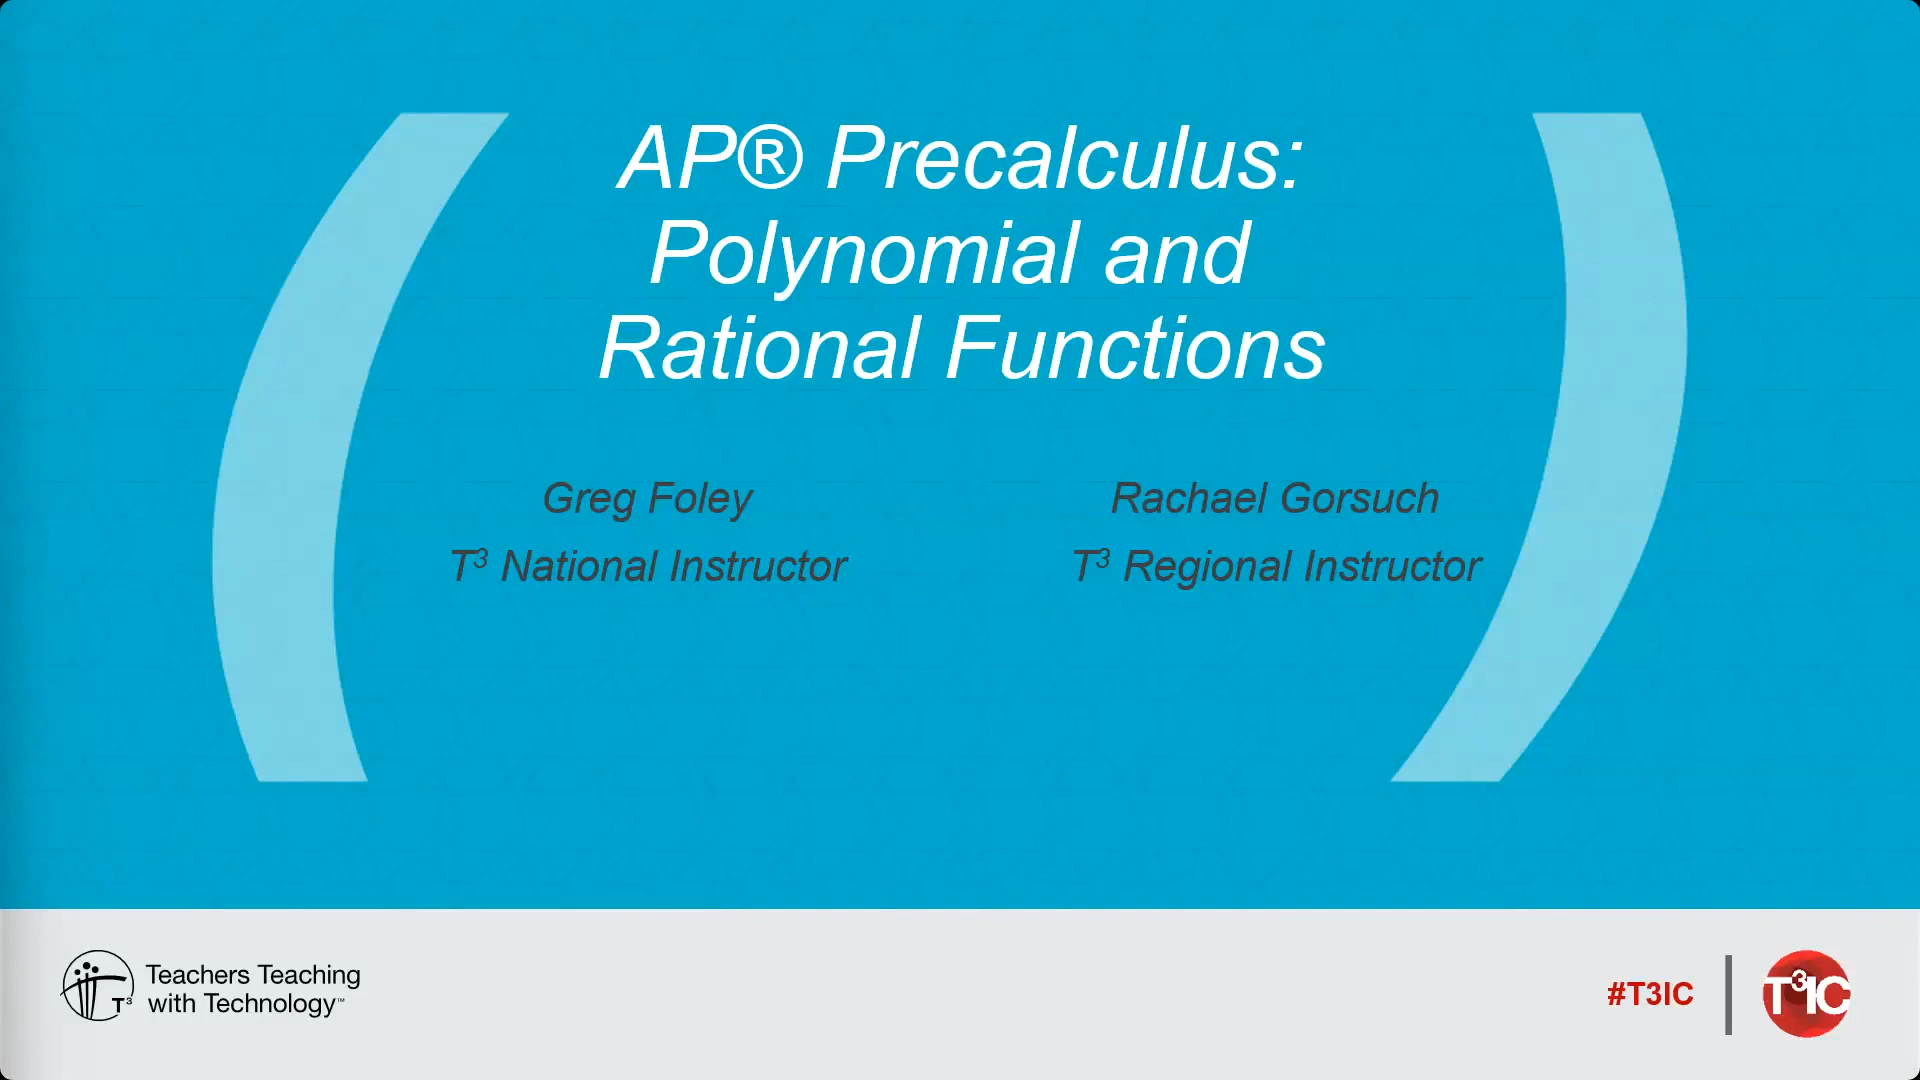 AP® Precalculus:
Polynomial and
Rational Functions
Greg Foley
T³ National Instructor
Rachael Gorsuch
T³ Regional Instructor
T³
Teachers Teaching
with Technology™
#T3IC
T³IC